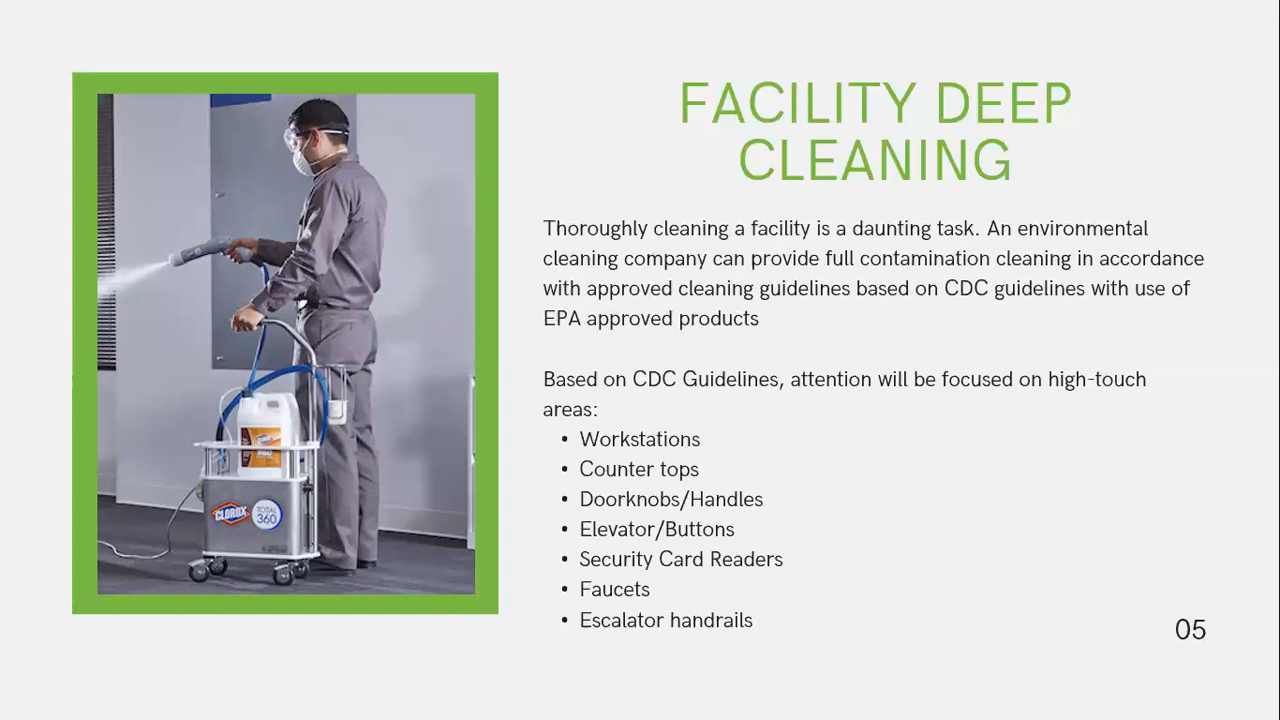 FACILITY DEEP
CLEANING
Thoroughly cleaning a facility is a daunting task. An environmental
cleaning company can provide full contamination cleaning in accordance
with approved cleaning guidelines based on CDC guidelines with use of
EPA approved products
Based on CDC Guidelines, attention will be focused on high-touch
areas:
• Workstations
• Counter tops
• Doorknobs/Handles
• Elevator/Buttons
• Security Card Readers
• Faucets
• Escalator handrails
05
CLOROX
TOTAL
360